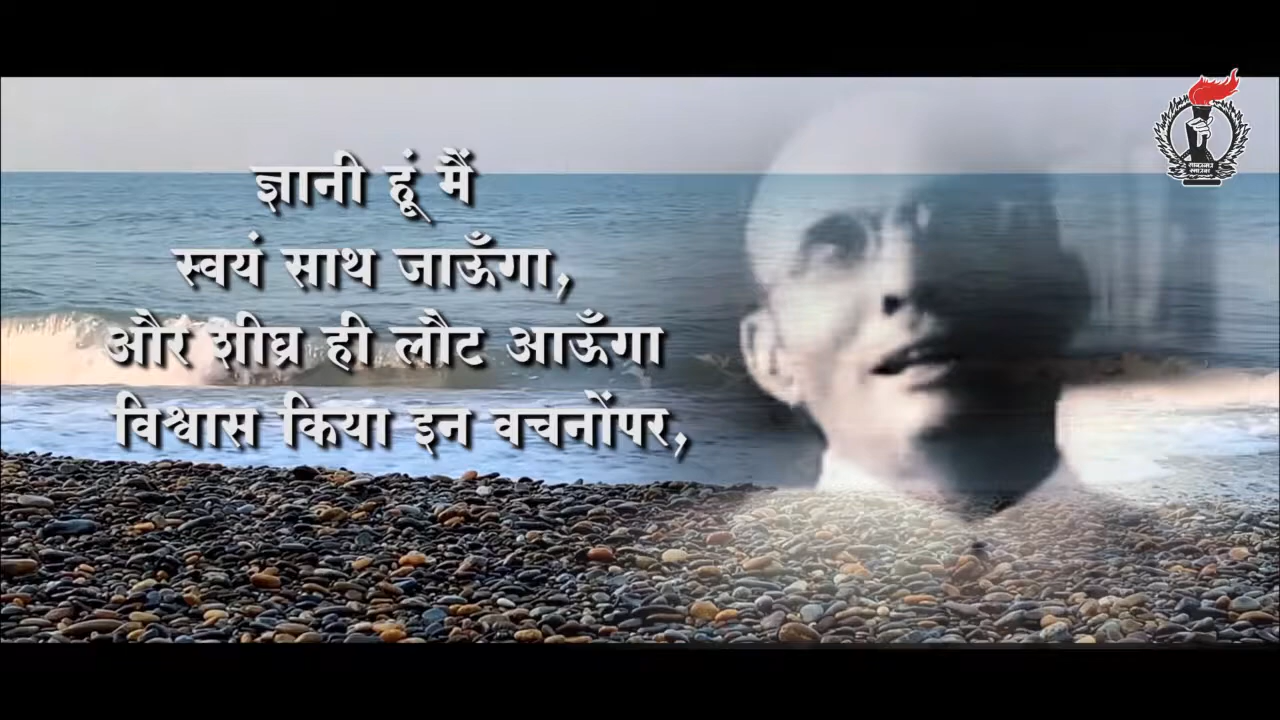 ज्ञानी हूं मैं
स्वयं साथ जाऊँगा,
और शीघ्र ही लौट आऊँगा
विश्वास किया इन वचनोंपर,